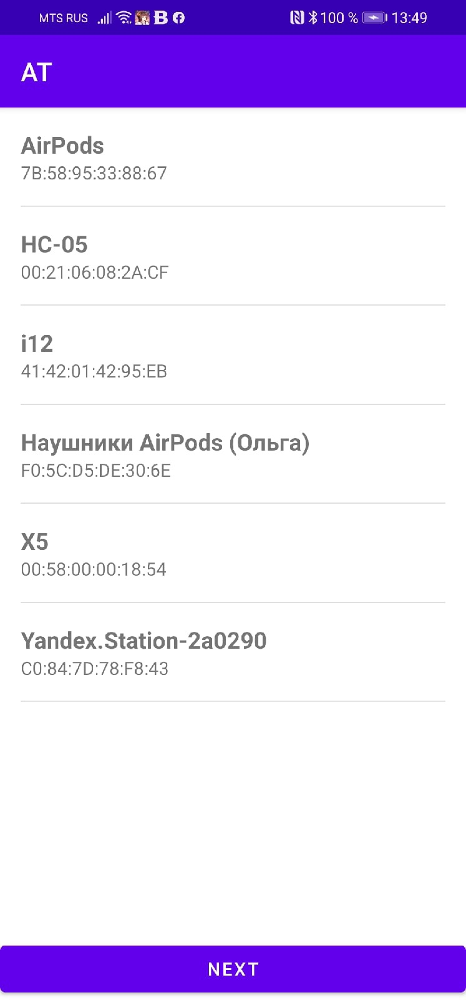 MTS RUS 100 % 13:49
AT
AirPods
7B:58:95:33:88:67
HC-05
00:21:06:08:2A:CF
i12
41:42:01:42:95:EB
Наушники AirPods (Ольга)
F0:5C:D5:DE:30:6E
X5
00:58:00:00:18:54
Yandex.Station-2a0290
C0:84:7D:78:F8:43
NEXT